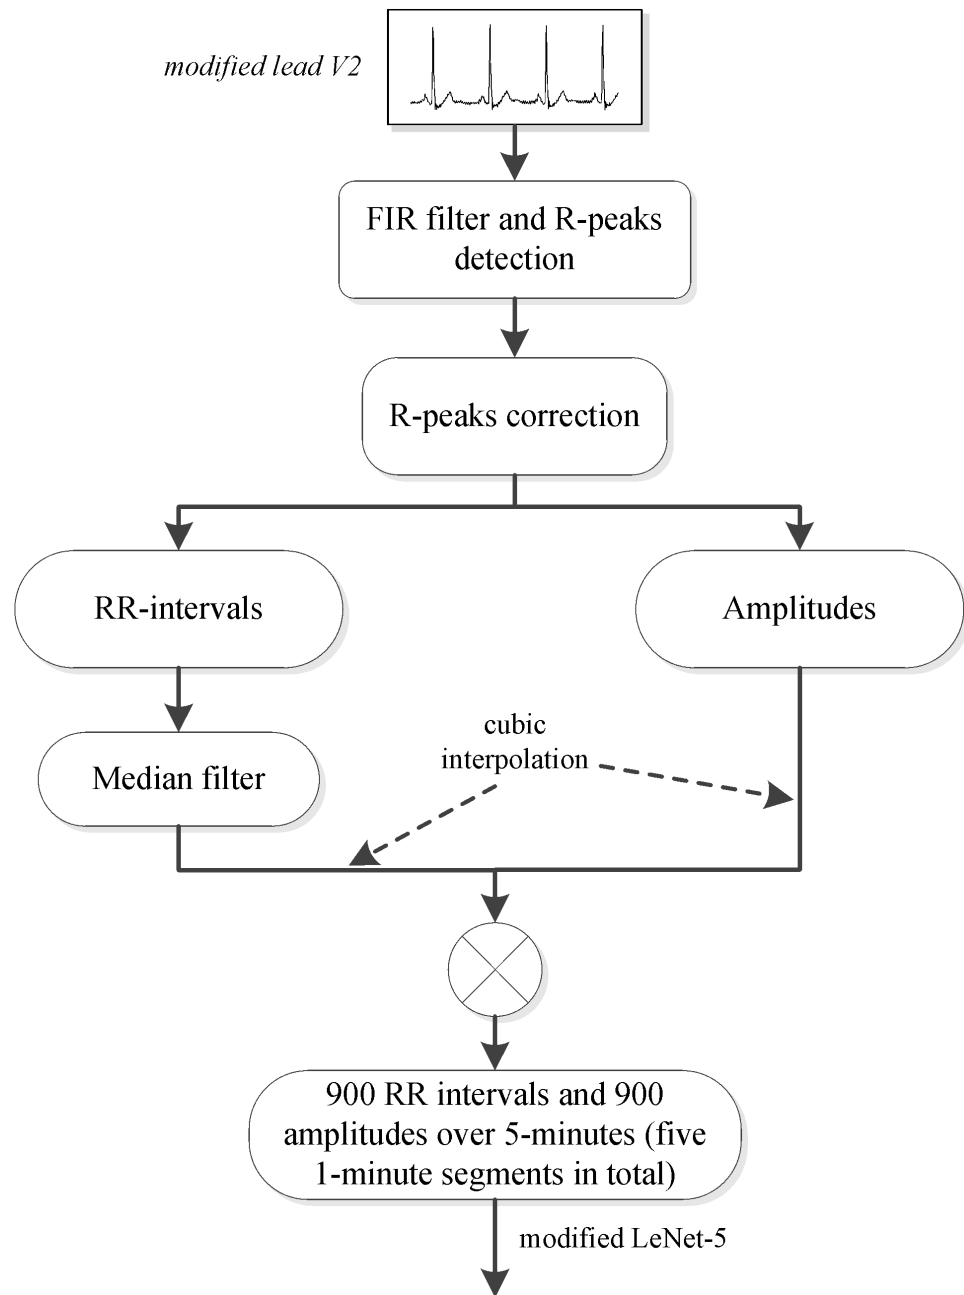 modified lead V2
FIR filter and R-peaks
detection
R-peaks correction
RR-intervals
Amplitudes
cubic
interpolation
Median filter
900 RR intervals and 900
amplitudes over 5-minutes (five
1-minute segments in total)
modified LeNet-5